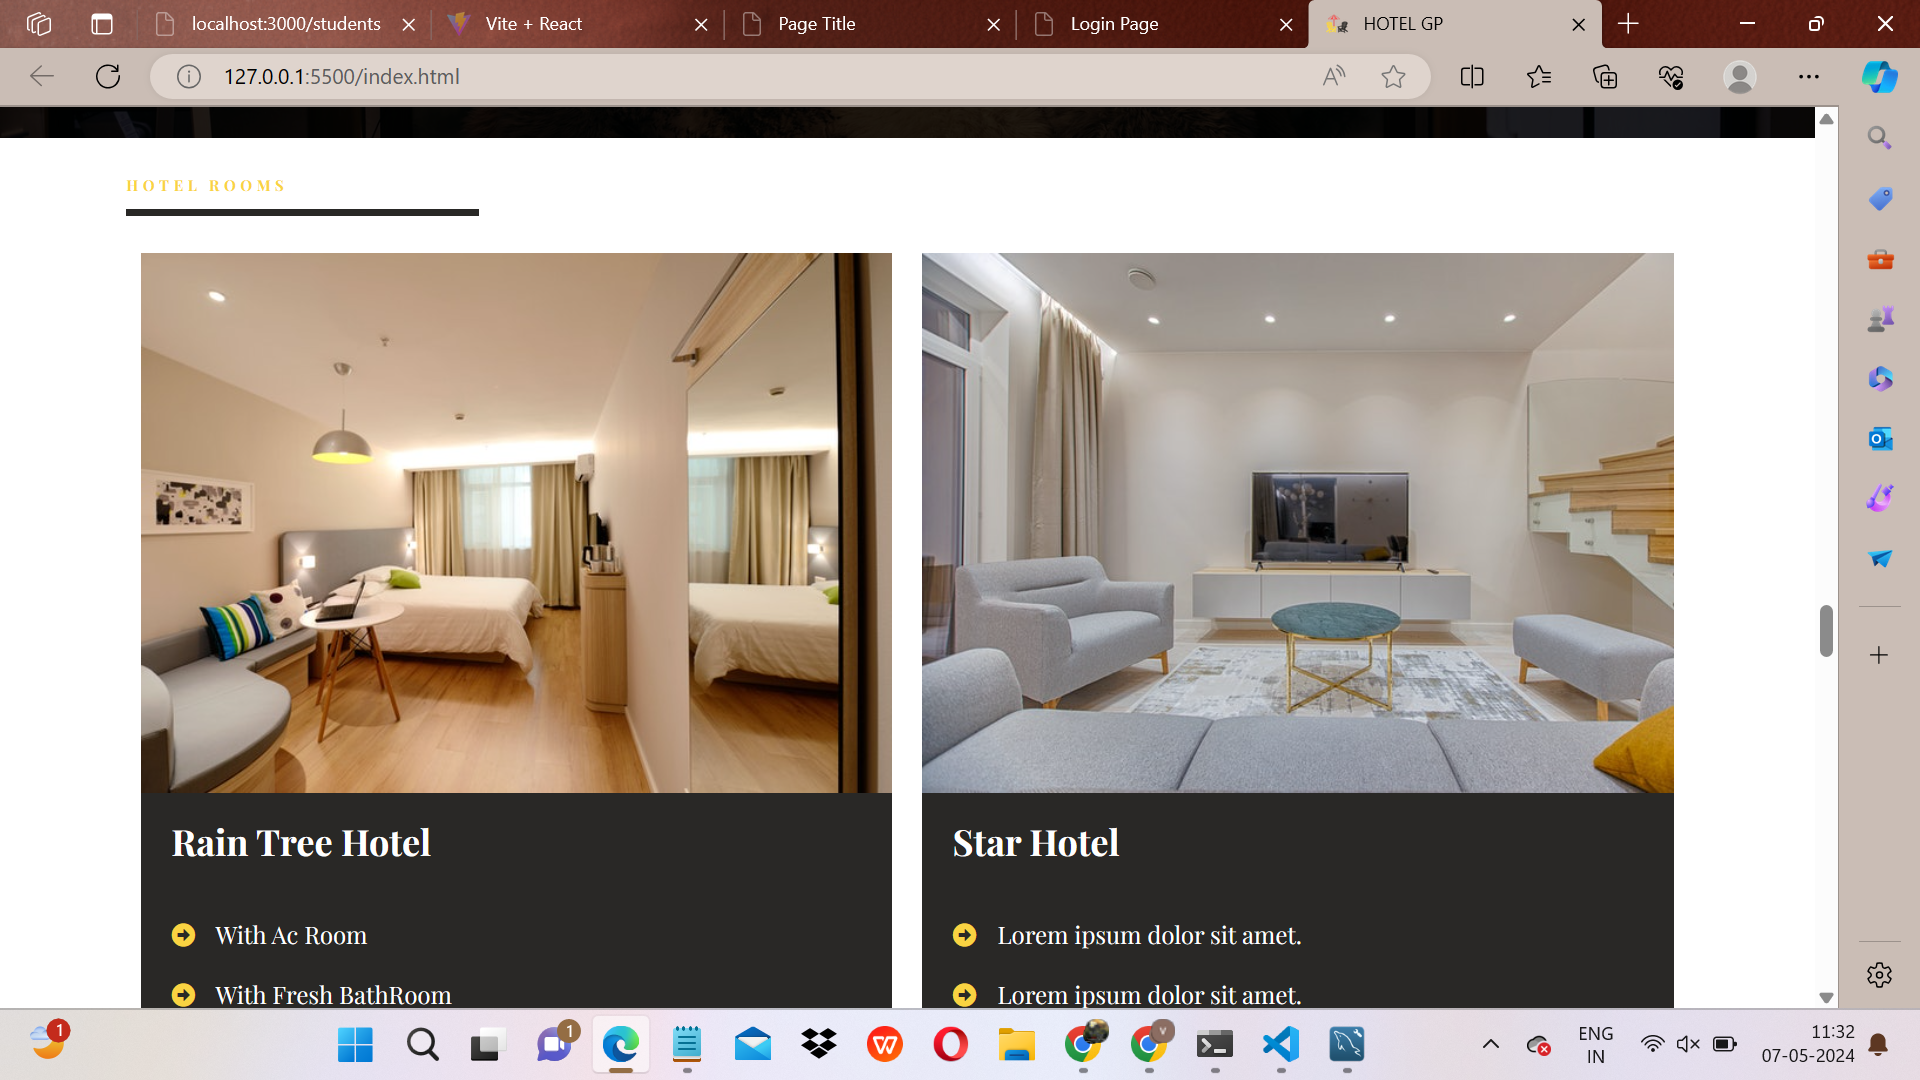 localhost:3000/students
Vite + React
Page Title
Login Page
HOTEL GP
127.0.0.1:5500/index.html
HOTEL ROOMS
Rain Tree Hotel
With Ac Room
With Fresh BathRoom
Star Hotel
Lorem ipsum dolor sit amet.
Lorem ipsum dolor sit amet.
1
1
V
ENG
IN
11:32
07-05-2024